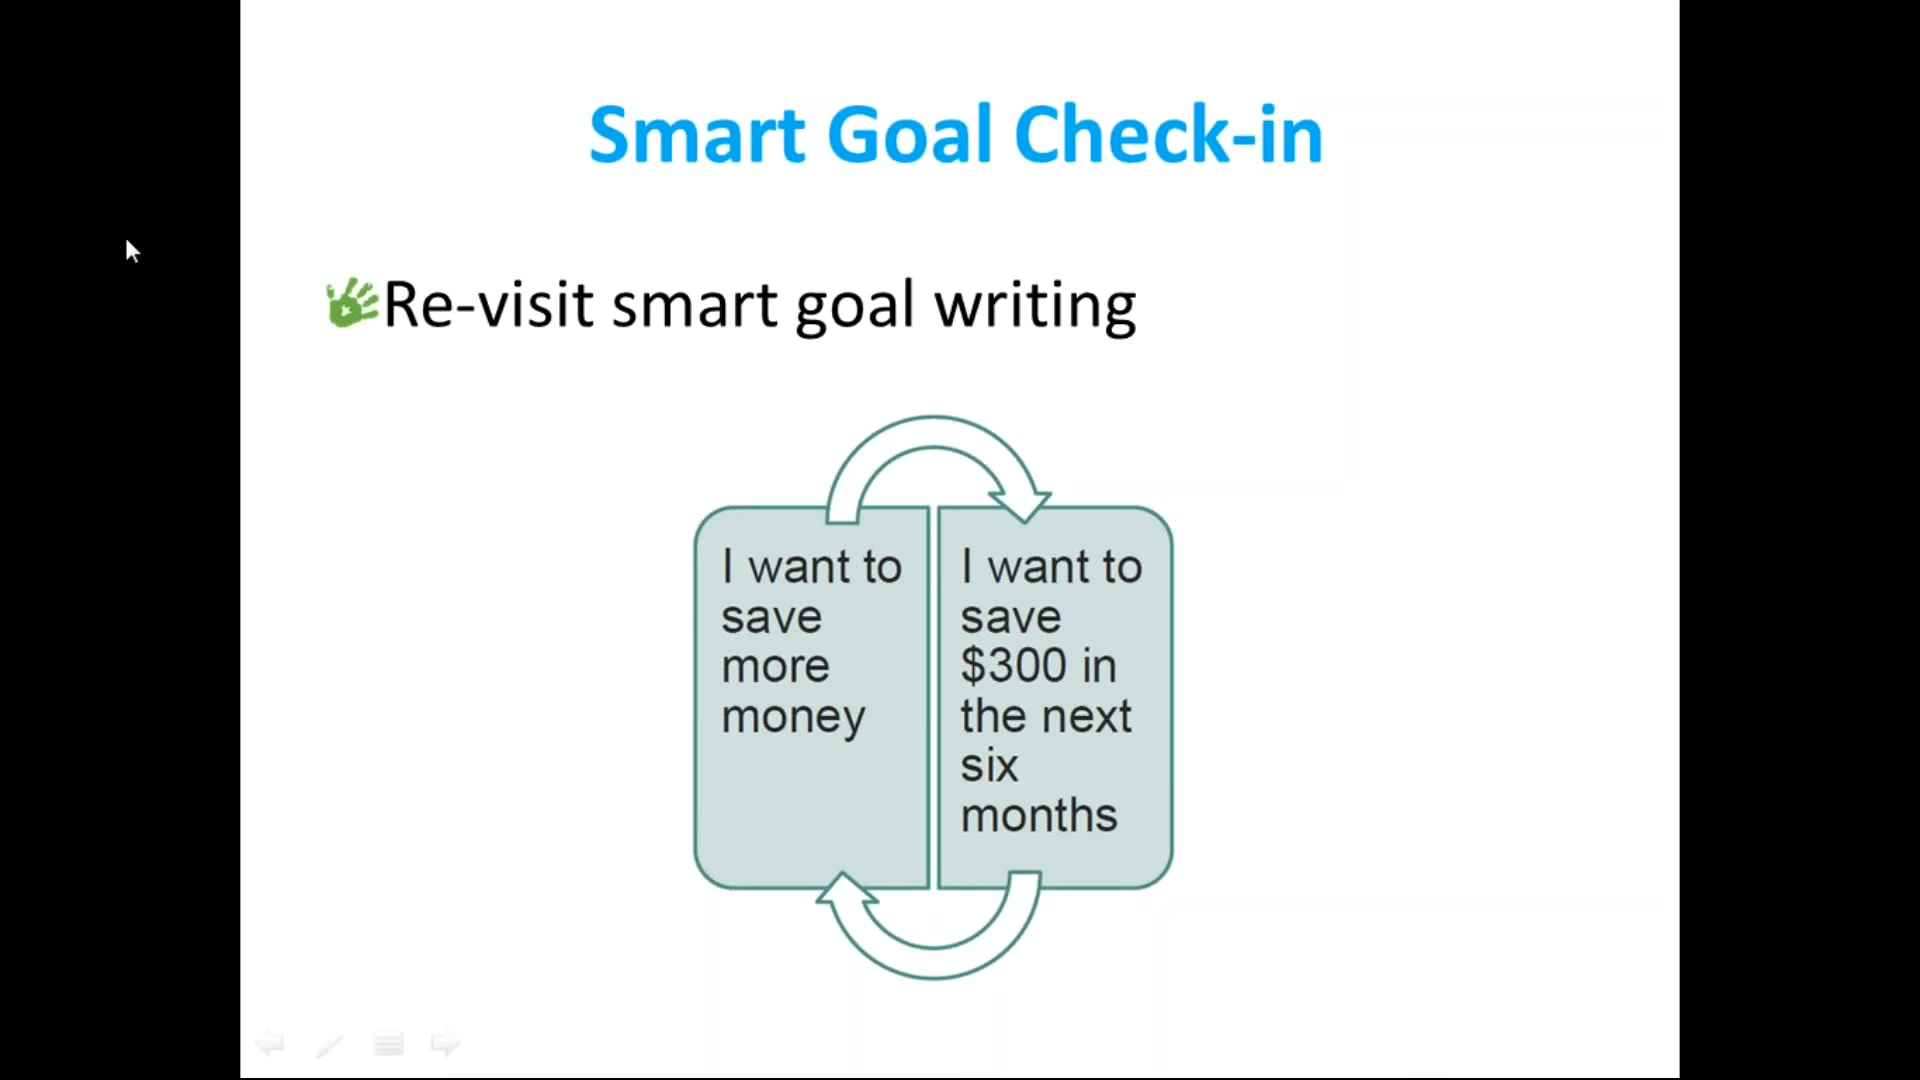 Smart Goal Check-in
Re-visit smart goal writing
I want to
save
more
money
I want to
save
$300 in
the next
six
months